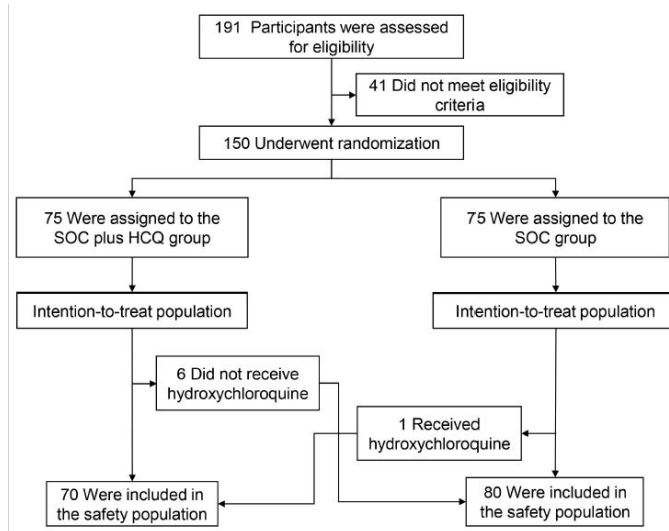 191 Participants were assessed
for eligibility
41 Did not meet eligibility
criteria
150 Underwent randomization
75 Were assigned to the
SOC plus HCQ group
75 Were assigned to the
SOC group
Intention-to-treat population
Intention-to-treat population
6 Did not receive
hydroxychloroquine
1 Received
hydroxychloroquine
70 Were included in
the safety population
80 Were included in
the safety population